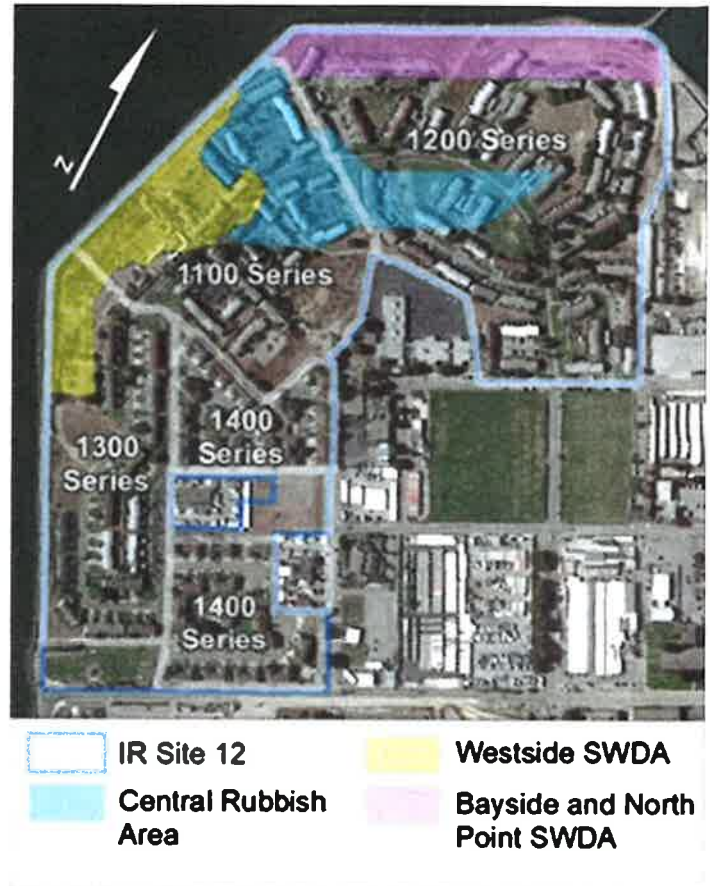 N
1200 Series
1100 Series
1400
Series
1300
Series
1400
Series
IR Site 12
Westside SWDA
Central Rubbish
Area
Bayside and North
Point SWDA